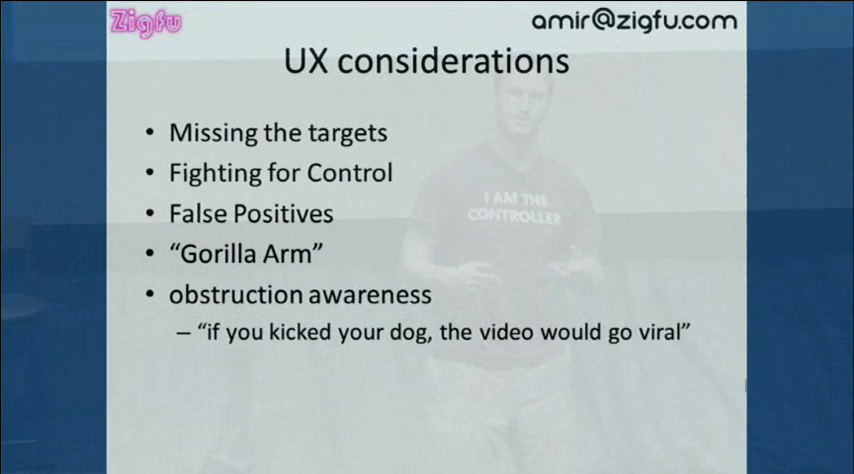 Zigfu
amir@zigfu.com
UX considerations
• Missing the targets
• Fighting for Control
• False Positives
• “Gorilla Arm”
• obstruction awareness
– “if you kicked your dog, the video would go viral”
I AM THE
CONTROLLER